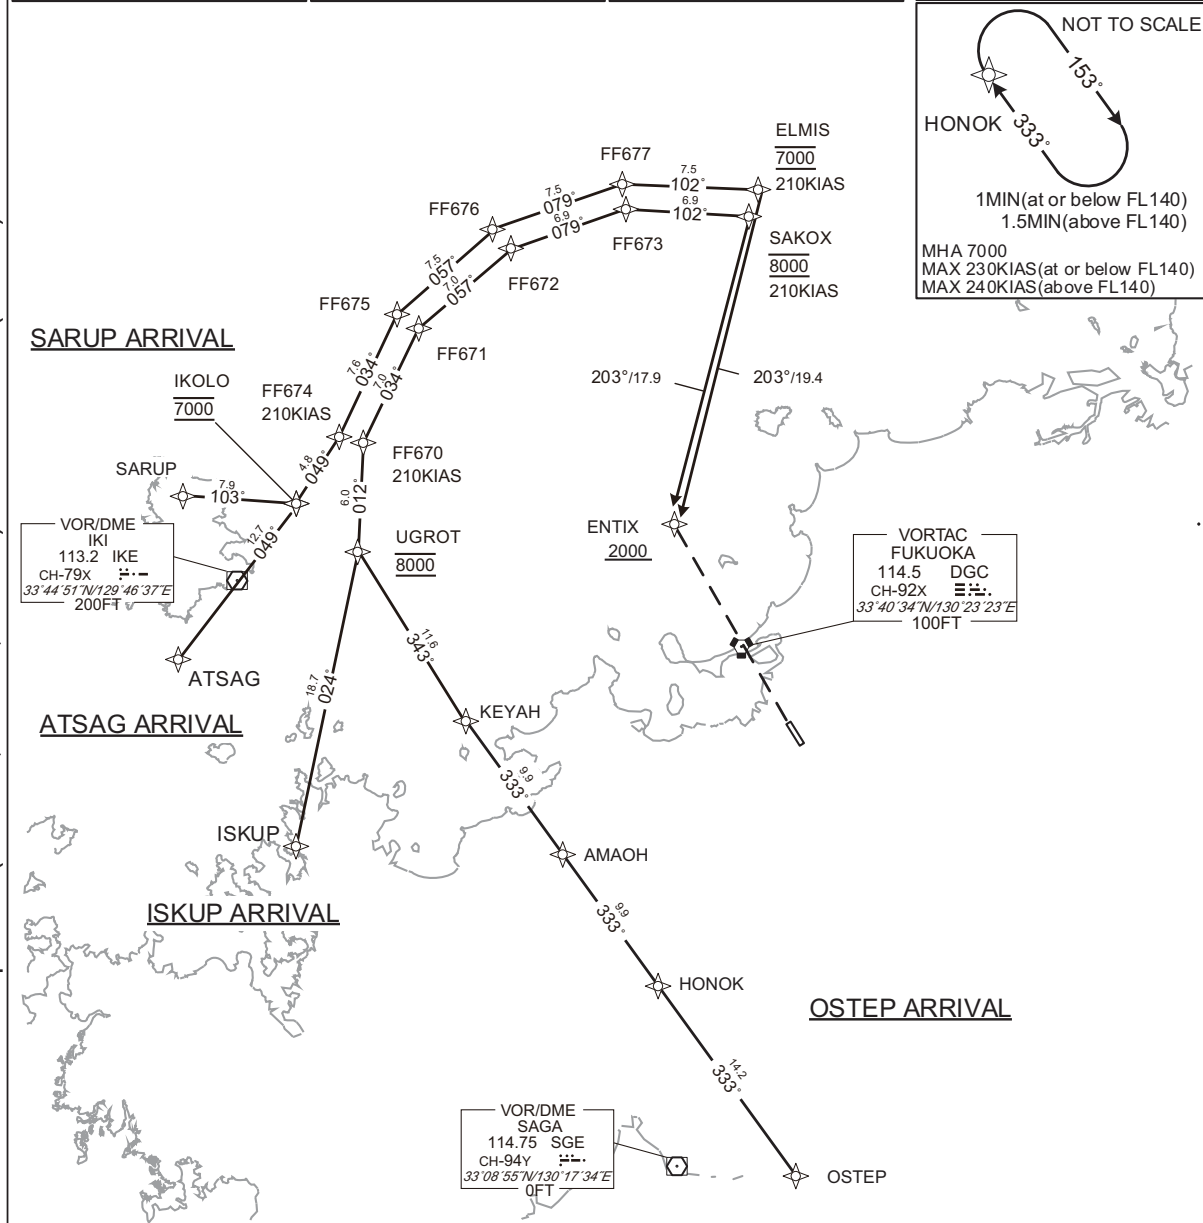 NOT TO SCALE
153°
HONOK
333°
1MIN(at or below FL140)
1.5MIN(above FL140)
MHA 7000
MAX 230KIAS(at or below FL140)
MAX 240KIAS(above FL140)
ELMIS
7000
210KIAS
FF677
7.5
102°
7.5
079°
FF676
6.9
079°
6.9
102°
FF673
SAKOX
8000
210KIAS
7.5
057°
7.0
057°
FF672
FF675
FF671
SARUP ARRIVAL
7.6
034°
7.0
034°
203°/17.9
203°/19.4
IKOLO
7000
FF674
210KIAS
FF670
210KIAS
4.8
049°
SARUP
7.9
103°
6.0
012°
12.7
049°
VOR/DME
IKI
113.2 IKE
CH-79X
33°44′51″N/129°46′37″E
200FT
UGROT
8000
ENTIX
2000
VORTAC
FUKUOKA
114.5 DGC
CH-92X
33°40′34″N/130°23′23″E
100FT
11.6
343°
ATSAG
18.7
024°
KEYAH
ATSAG ARRIVAL
9.9
333°
ISKUP
AMAOH
ISKUP ARRIVAL
9.9
333°
HONOK
OSTEP ARRIVAL
14.2
333°
VOR/DME
SAGA
114.75 SGE
CH-94Y
33°08′55″N/130°17′34″E
0FT
OSTEP